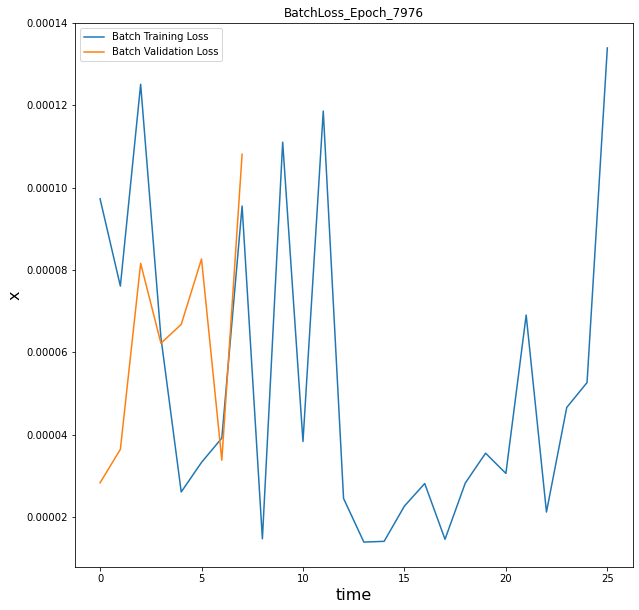 BatchLoss_Epoch_7976
Batch Training Loss
Batch Validation Loss
0.00014
0.00012
0.00010
0.00008
0.00006
0.00004
0.00002
x
0 5 10 15 20 25
time